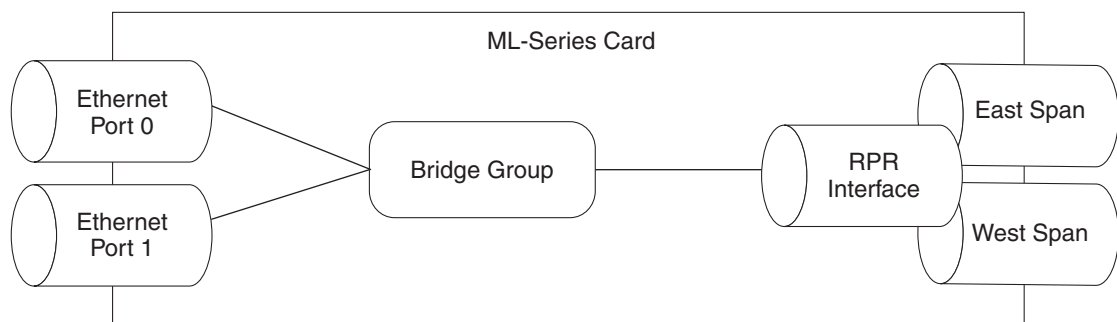 ML-Series Card
Ethernet
Port 0
East Span
Bridge Group
RPR
Interface
Ethernet
Port 1
West Span